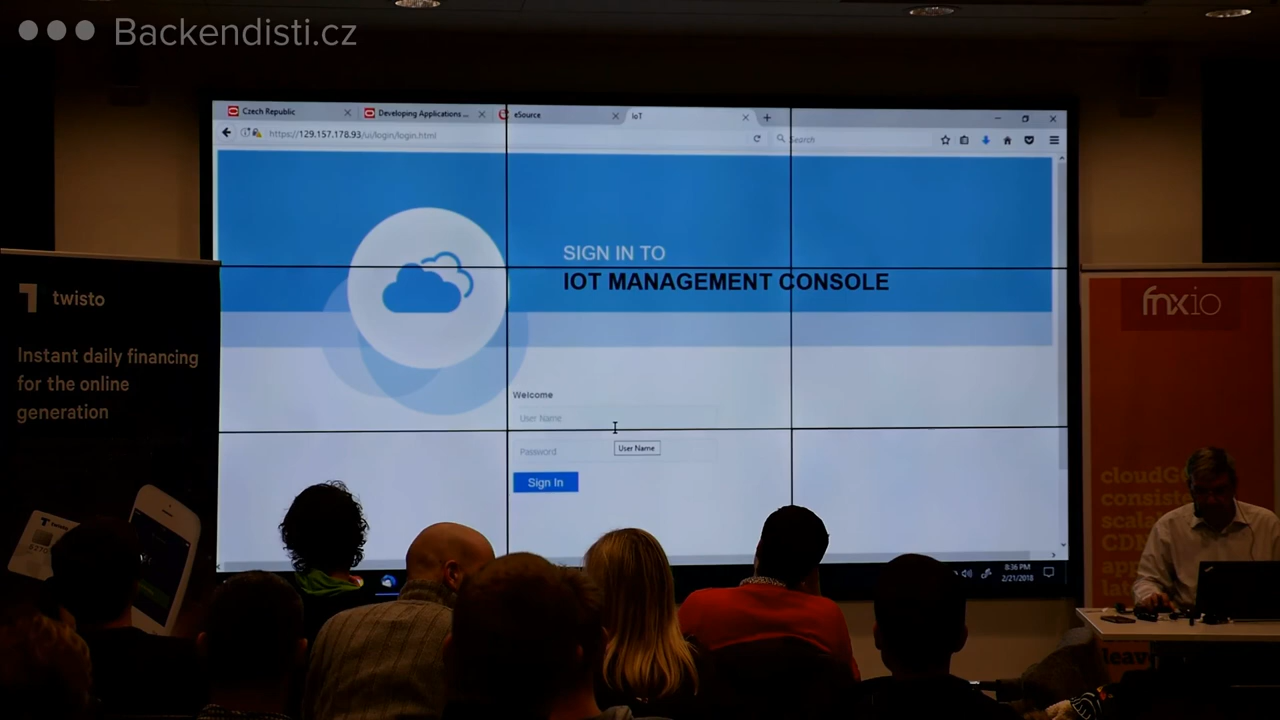 Backendisti.cz
Czech Republic
Developing Applications ...
eSource
IoT
https://129.157.178.93/ui/login/login.html
Search
SIGN IN TO
IOT MANAGEMENT CONSOLE
Welcome
User Name
Password
User Name
Sign In
8:36 PM
2/21/2018
twisto
Instant daily financing
for the online
generation
fnxio